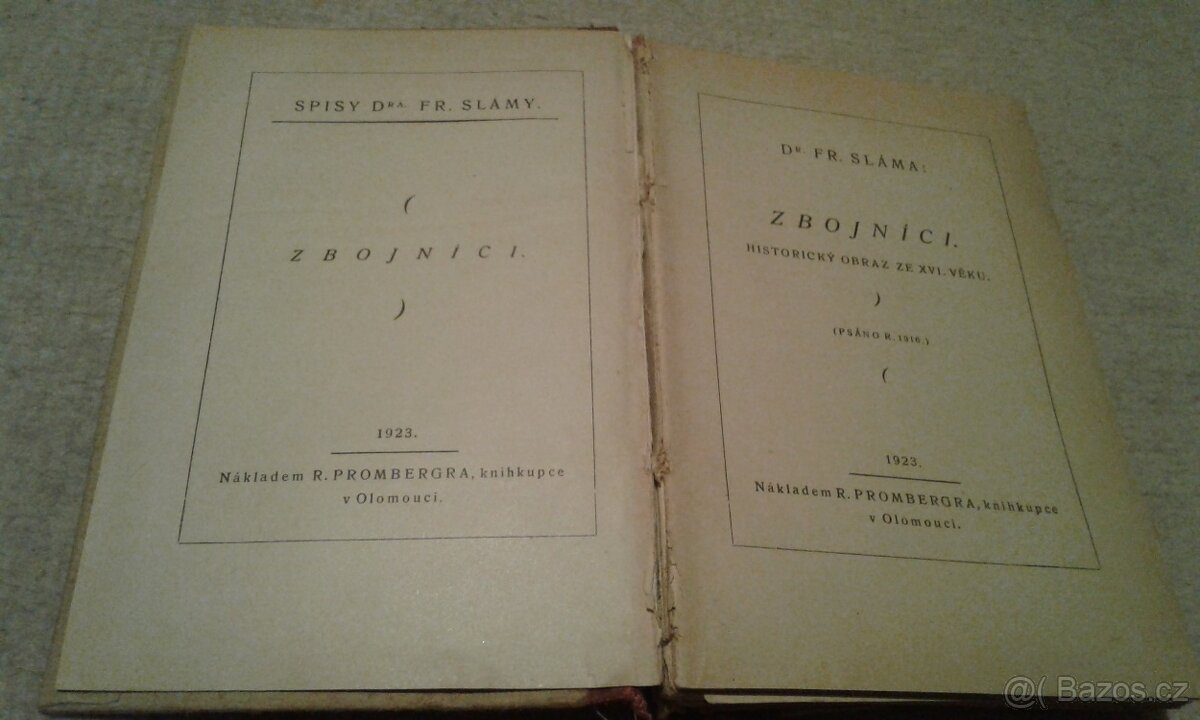 SPISY DRA. FR. SLÁMY.
(
ZBOJNÍCI.
)
1923.
Nákladem R. PROMBERGRA, knihkupce
v Olomouci.
DR. FR. SLÁMA:
ZBOJNÍCI.
HISTORICKÝ OBRAZ ZE XVI. VĚKU.
)
(PSÁNO R. 1910.)
(
1923.
Nákladem R. PROMBERGRA, knihkupce
v Olomouci.
@( Bazos.cz